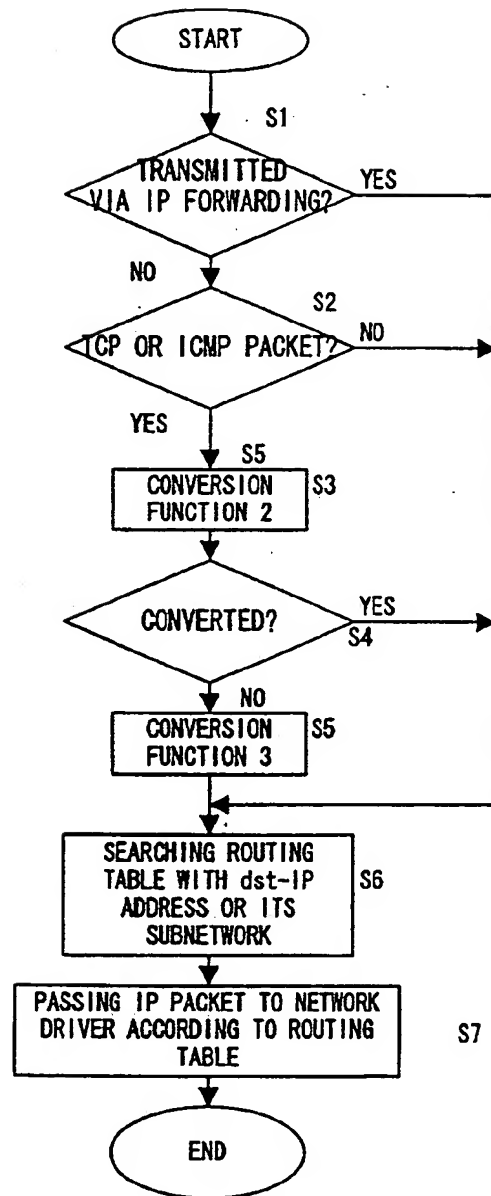 START
S1
TRANSMITTED
VIA IP FORWARDING?
YES
NO
S2
TCP OR ICMP PACKET?
NO
YES
S5
CONVERSION
FUNCTION 2
S3
CONVERTED?
YES
S4
NO
CONVERSION
FUNCTION 3
S5
SEARCHING ROUTING
TABLE WITH dst-IP
ADDRESS OR ITS
SUBNETWORK
S6
PASSING IP PACKET TO NETWORK
DRIVER ACCORDING TO ROUTING
TABLE
S7
END